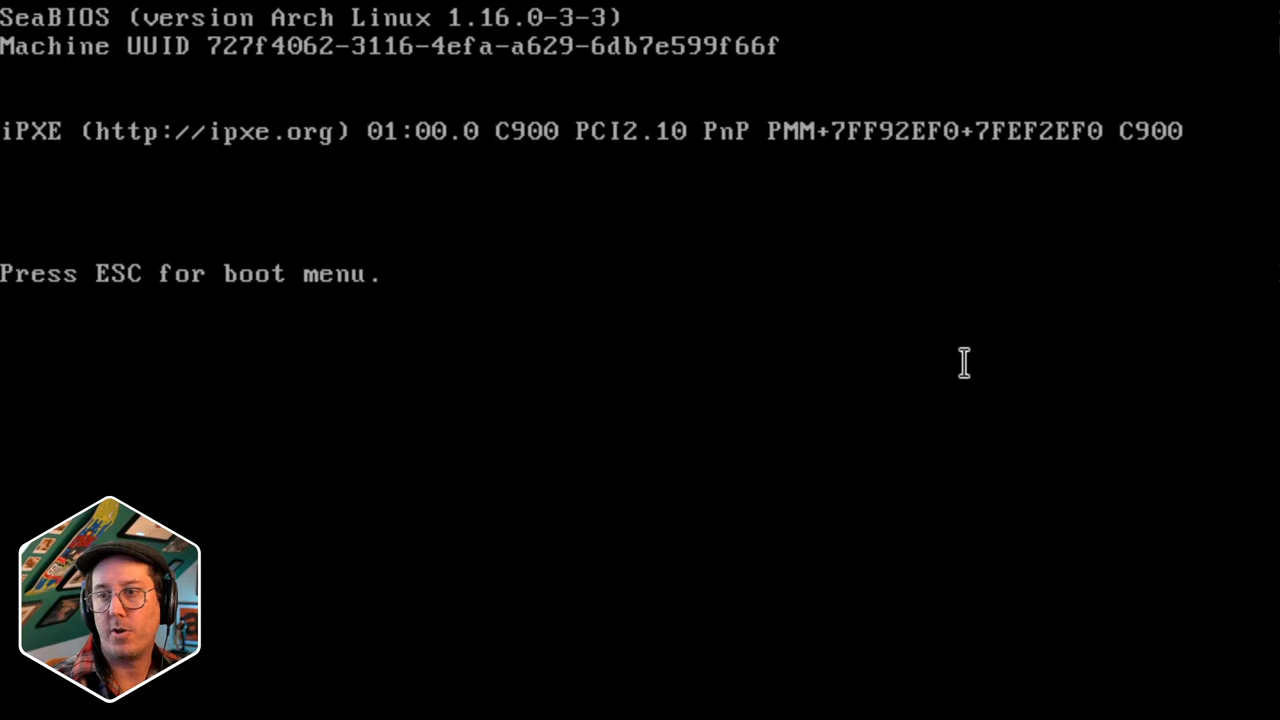 SeaBIOS (version Arch Linux 1.16.0-3-3)
Machine UUID 727f4062-3116-4efa-a629-6db7e599f66f
iPXE (http://ipxe.org) 01:00.0 C900 PCI2.10 PnP PMM+7FF92EF0+7FEF2EF0 C900
Press ESC for boot menu.